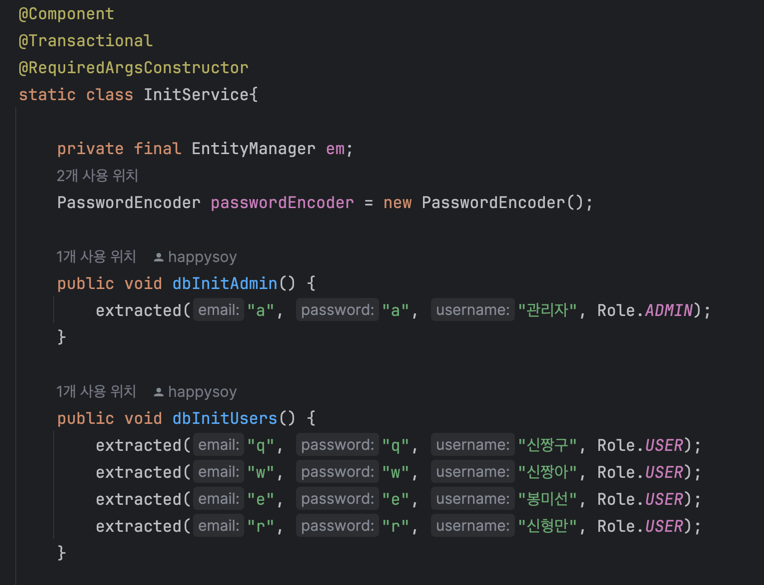 @Component
@Transactional
@RequiredArgsConstructor
static class InitService{
private final EntityManager em;
2개 사용 위치
PasswordEncoder passwordEncoder = new PasswordEncoder();
1개 사용 위치 happysoy
public void dbInitAdmin() {
extracted( email: "a", password: "a", username: "관리자", Role.ADMIN);
}
1개 사용 위치 happysoy
public void dbInitUsers() {
extracted( email: "q", password: "q", username: "신짱구", Role.USER);
extracted( email: "w", password: "w", username: "신짱아", Role.USER);
extracted( email: "e", password: "e", username: "봉미선", Role.USER);
extracted( email: "r", password: "r", username: "신형만", Role.USER);
}